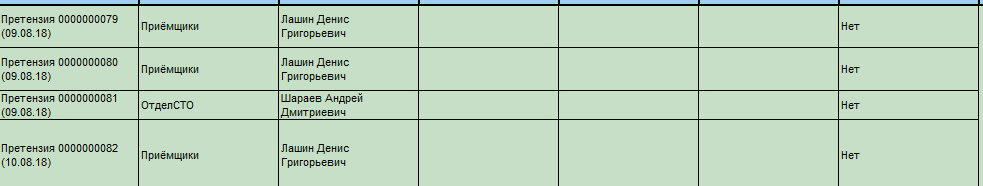 Претензия 0000000079
(09.08.18)
Приёмщики
Лашин Денис
Григорьевич
Нет
Претензия 0000000080
(09.08.18)
Приёмщики
Лашин Денис
Григорьевич
Нет
Претензия 0000000081
(09.08.18)
ОтделСТО
Шараев Андрей
Дмитриевич
Нет
Претензия 0000000082
(10.08.18)
Приёмщики
Лашин Денис
Григорьевич
Нет